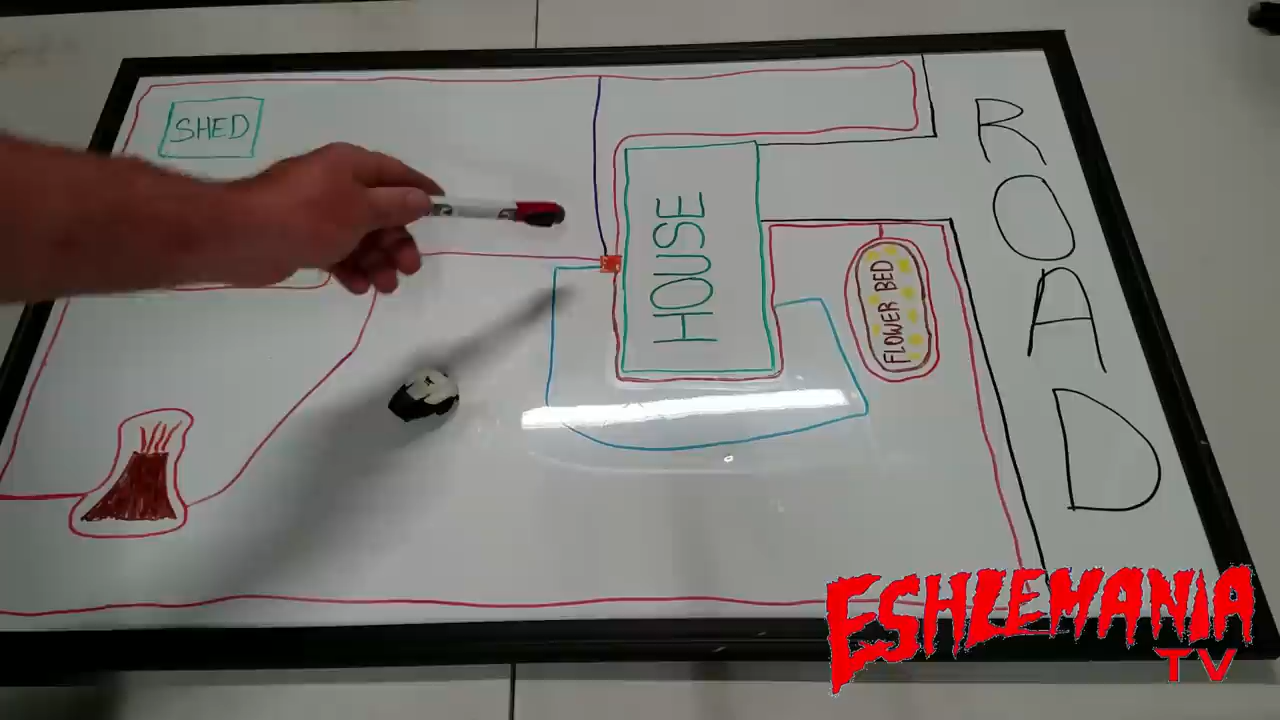 SHED
HOUSE
FLOWER BED
ROAD
ESHLEMANIA
TV